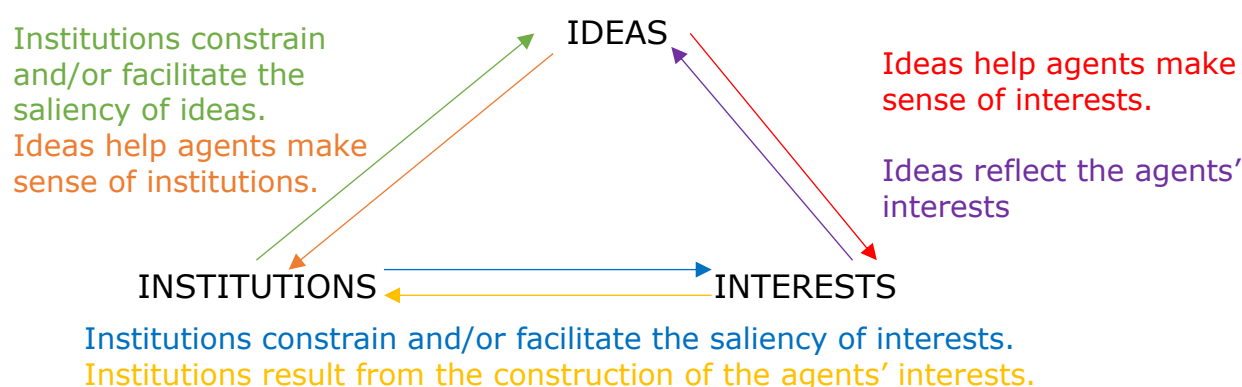 IDEAS
Institutions constrain
and/or facilitate the
saliency of ideas.
Ideas help agents make
sense of institutions.
Ideas help agents make
sense of interests.
Ideas reflect the agents’
interests
INSTITUTIONS
INTERESTS
Institutions constrain and/or facilitate the saliency of interests.
Institutions result from the construction of the agents’ interests.